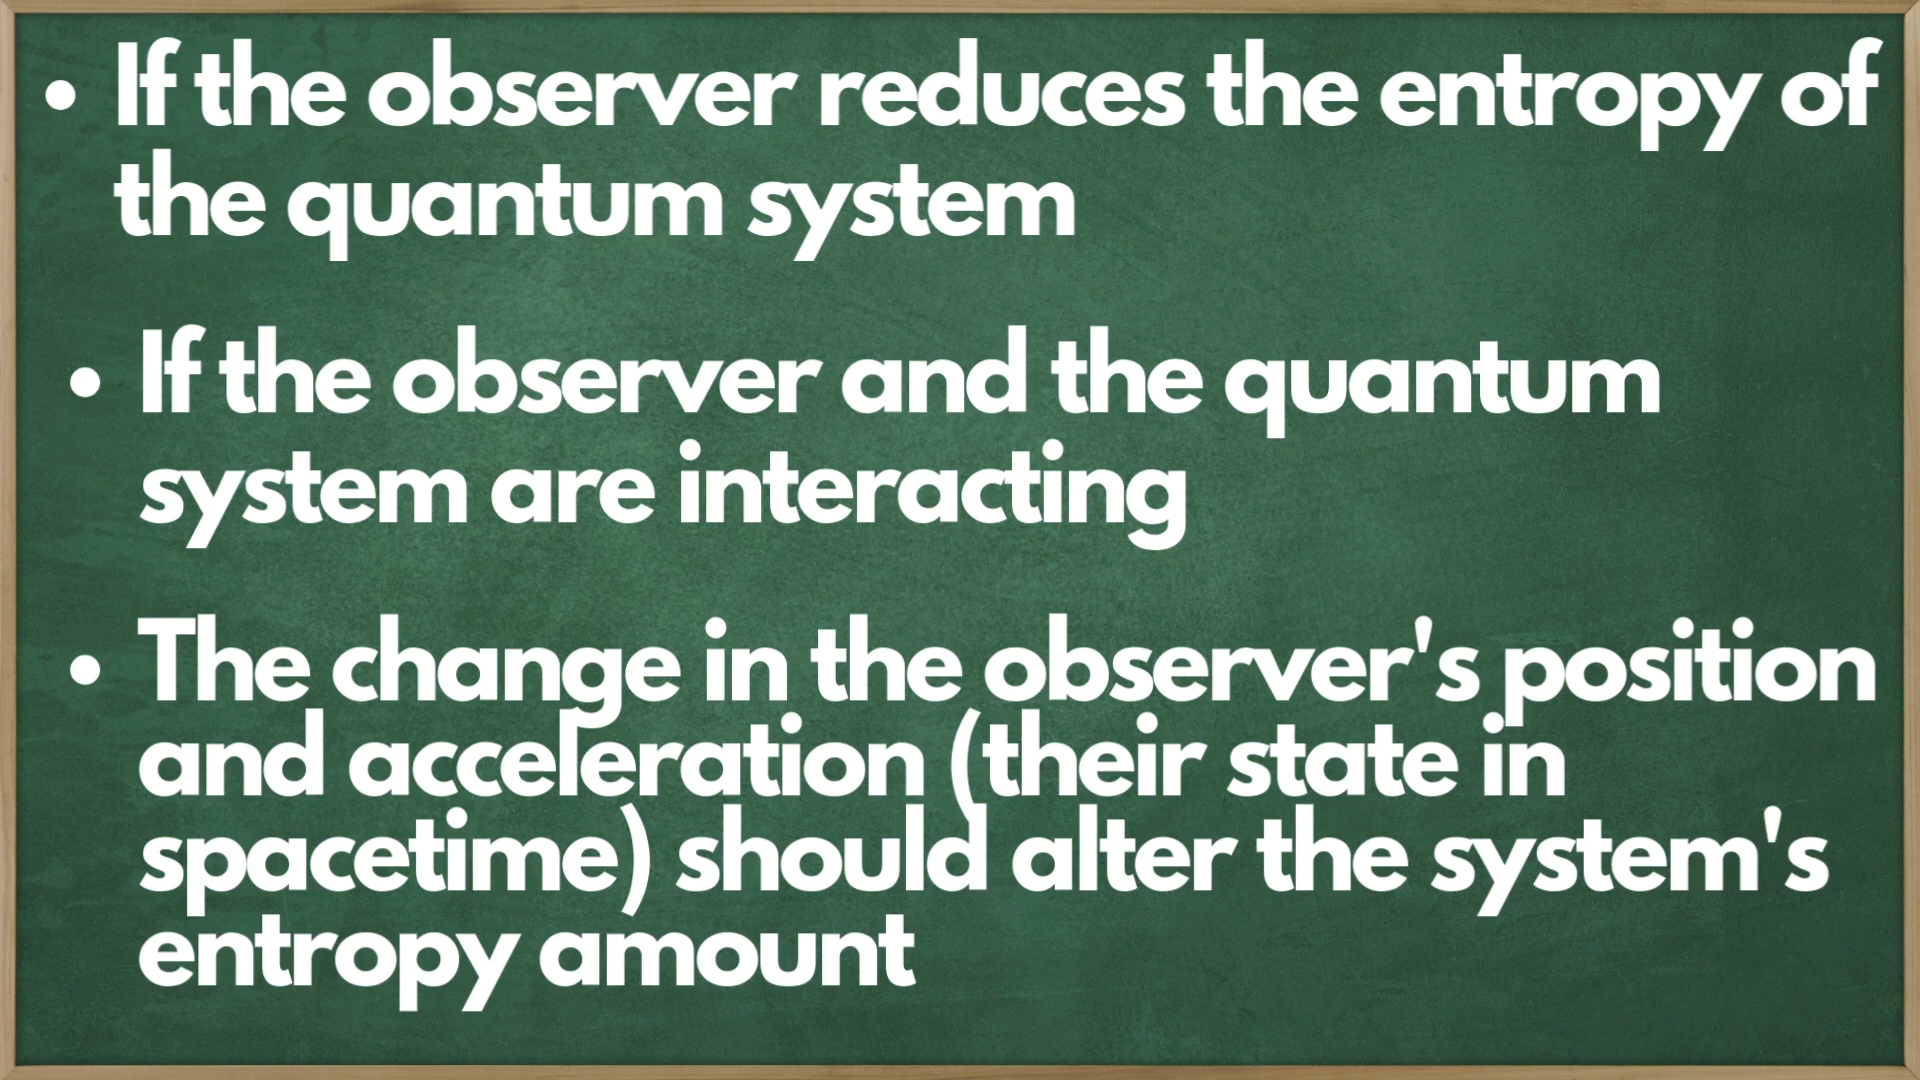 • If the observer reduces the entropy of
the quantum system
• If the observer and the quantum
system are interacting
• The change in the observer's position
and acceleration (their state in
spacetime) should alter the system's
entropy amount